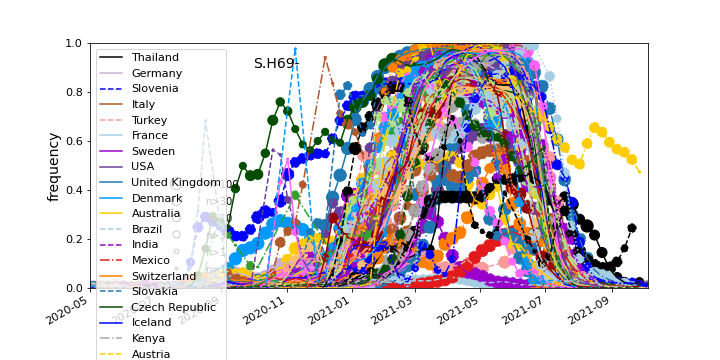 S.H69-
frequency
1.0
0.8
0.6
0.4
0.2
0.0
Thailand
Germany
Slovenia
Italy
Turkey
France
Sweden
USA
United Kingdom
Denmark
Australia
Brazil
India
Mexico
Switzerland
Slovakia
Czech Republic
Iceland
Kenya
Austria
2020-05
2020-11
2021-01
2021-03
2021-05
2021-07
2021-09